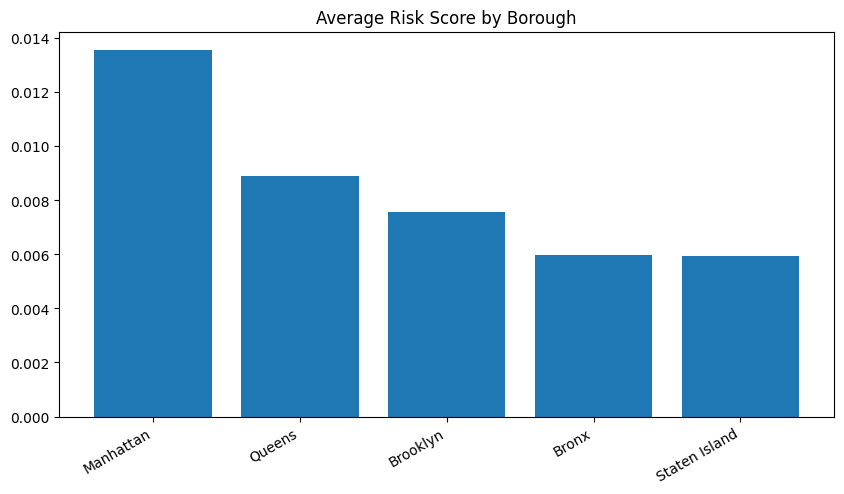 Average Risk Score by Borough
0.014
0.012
0.010
0.008
0.006
0.004
0.002
0.000
Manhattan
Queens
Brooklyn
Bronx
Staten Island